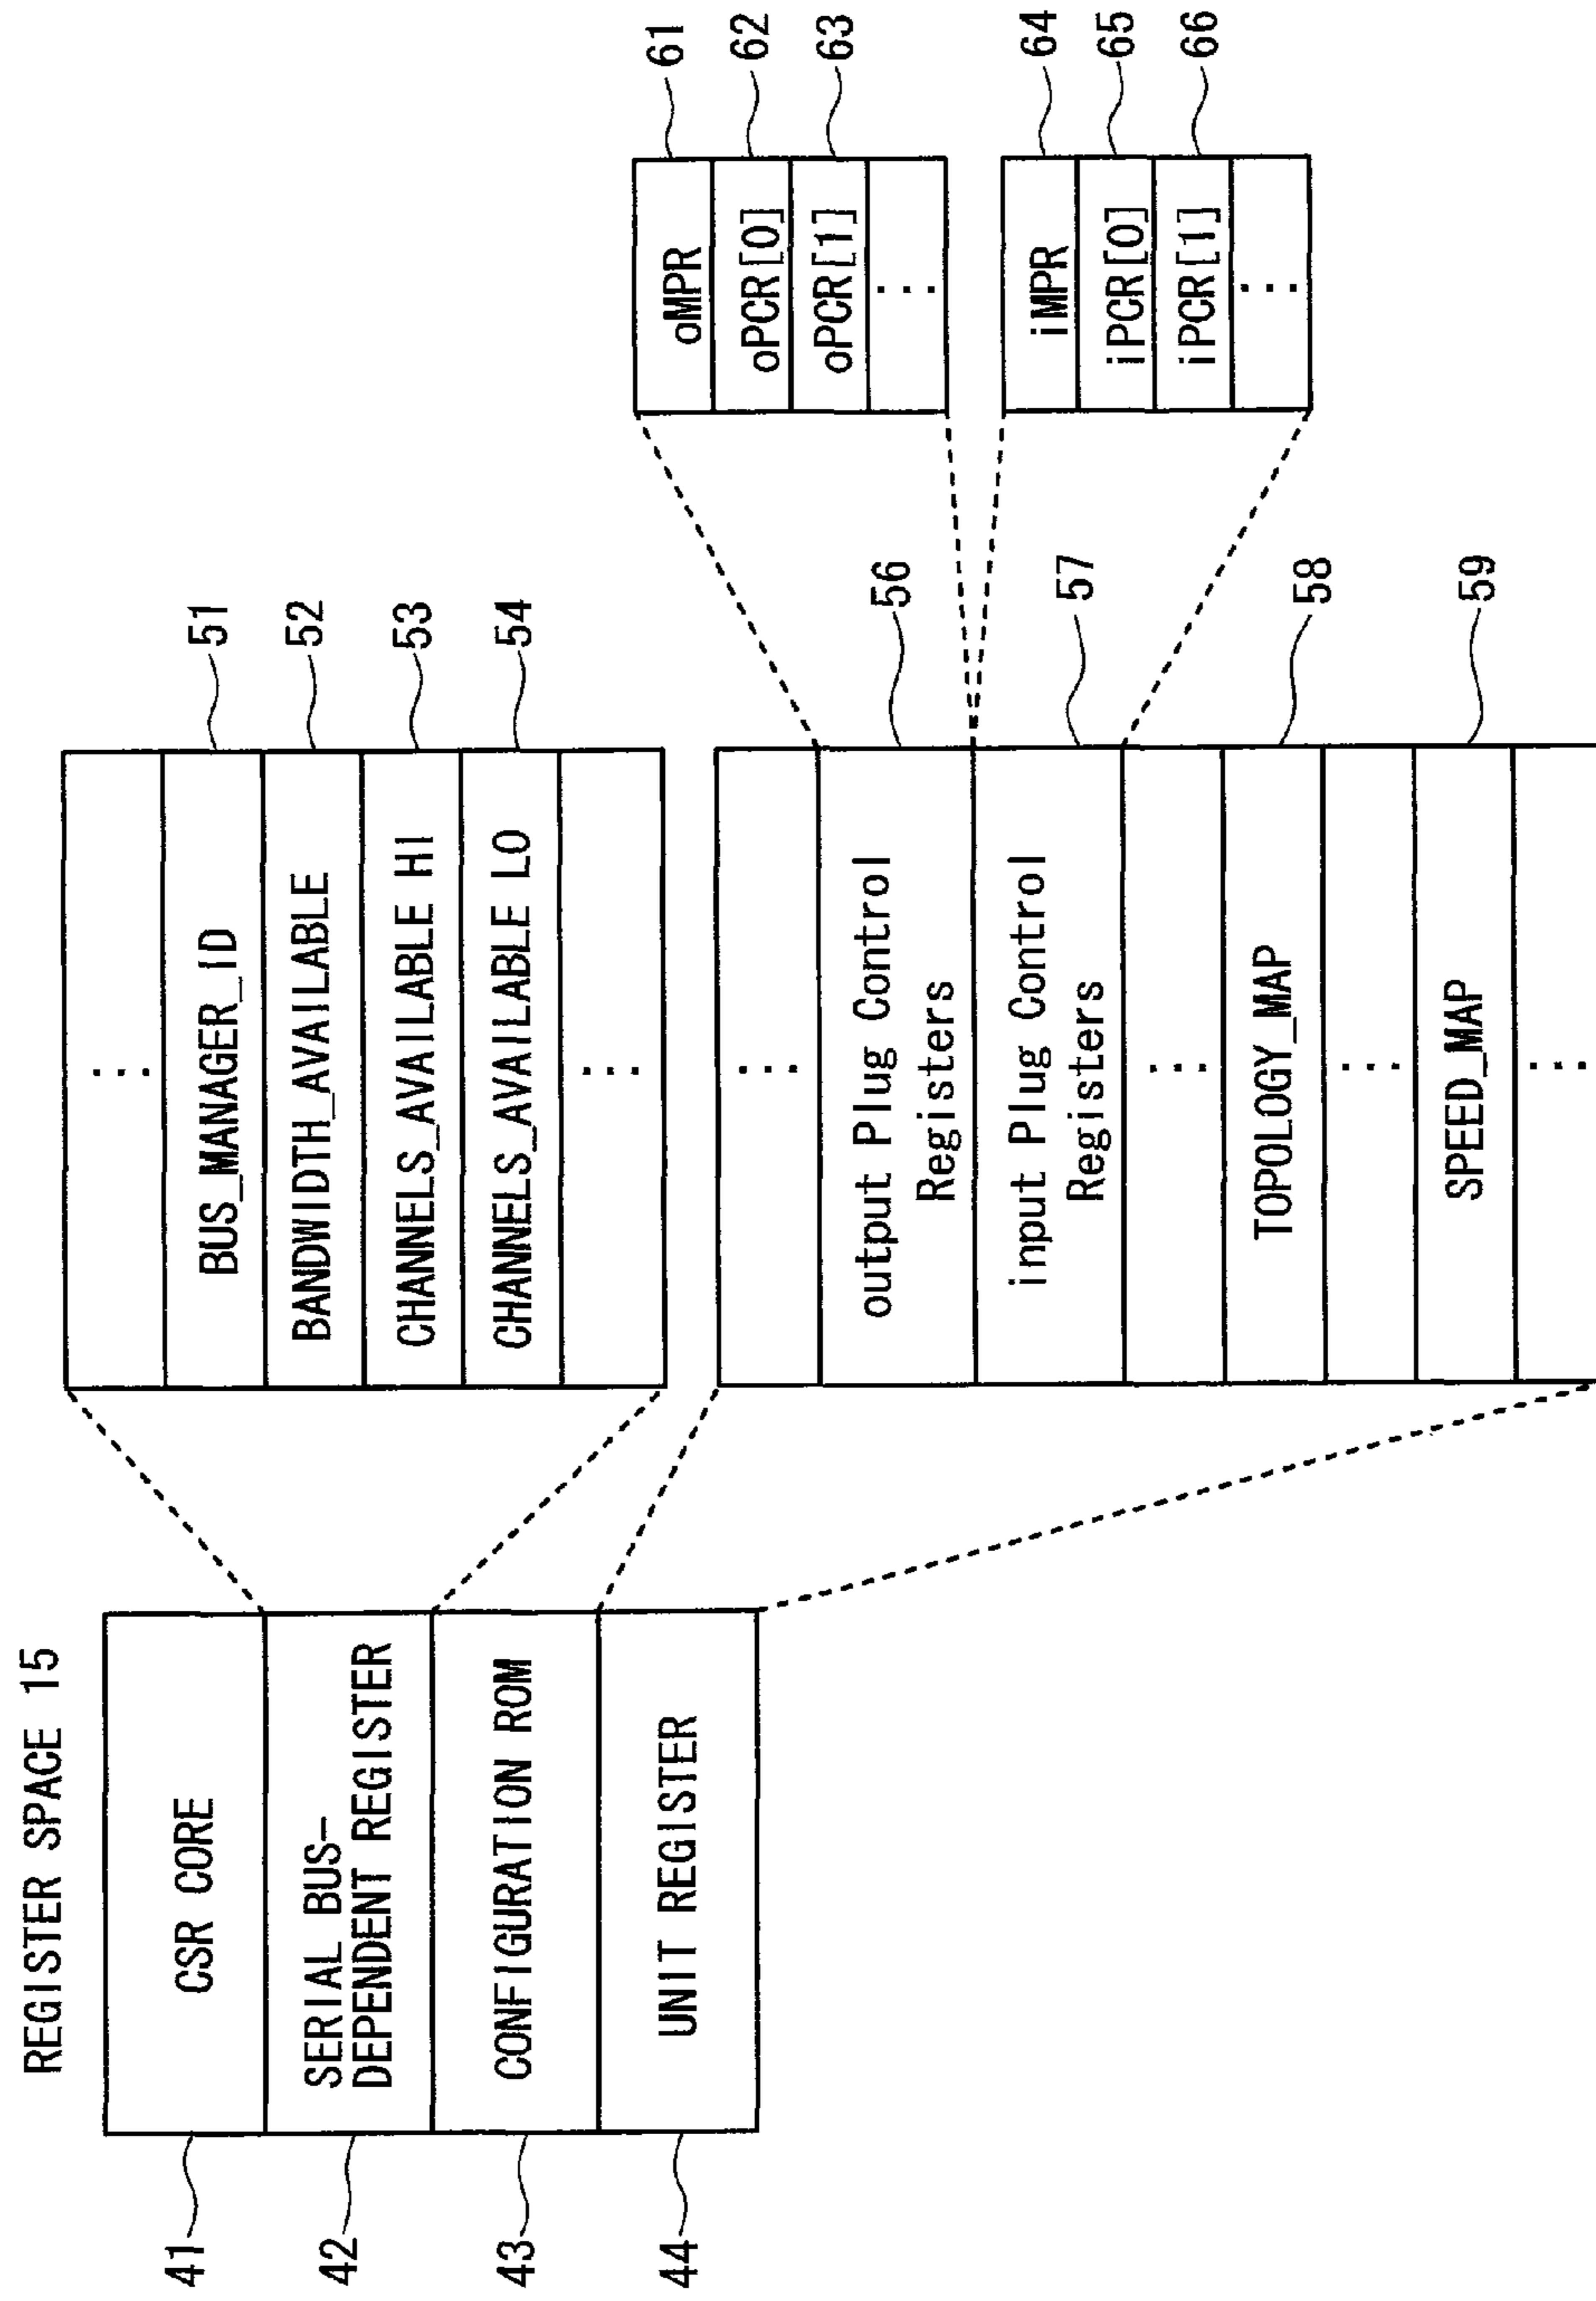 REGISTER SPACE 15
41
CSR CORE
42
SERIAL BUS-
DEPENDENT REGISTER
43
CONFIGURATION ROM
44
UNIT REGISTER
...
BUS_MANAGER_ID
51
BANDWIDTH_AVAILABLE
52
CHANNELS_AVAILABLE HI
53
CHANNELS_AVAILABLE LO
54
...
...
output Plug Control
Registers
56
input Plug Control
Registers
57
...
TOPOLOGY_MAP
58
...
SPEED_MAP
59
...
oMPR
61
oPCR[0]
62
oPCR[1]
63
...
iMPR
64
iPCR[0]
65
iPCR[1]
66
...